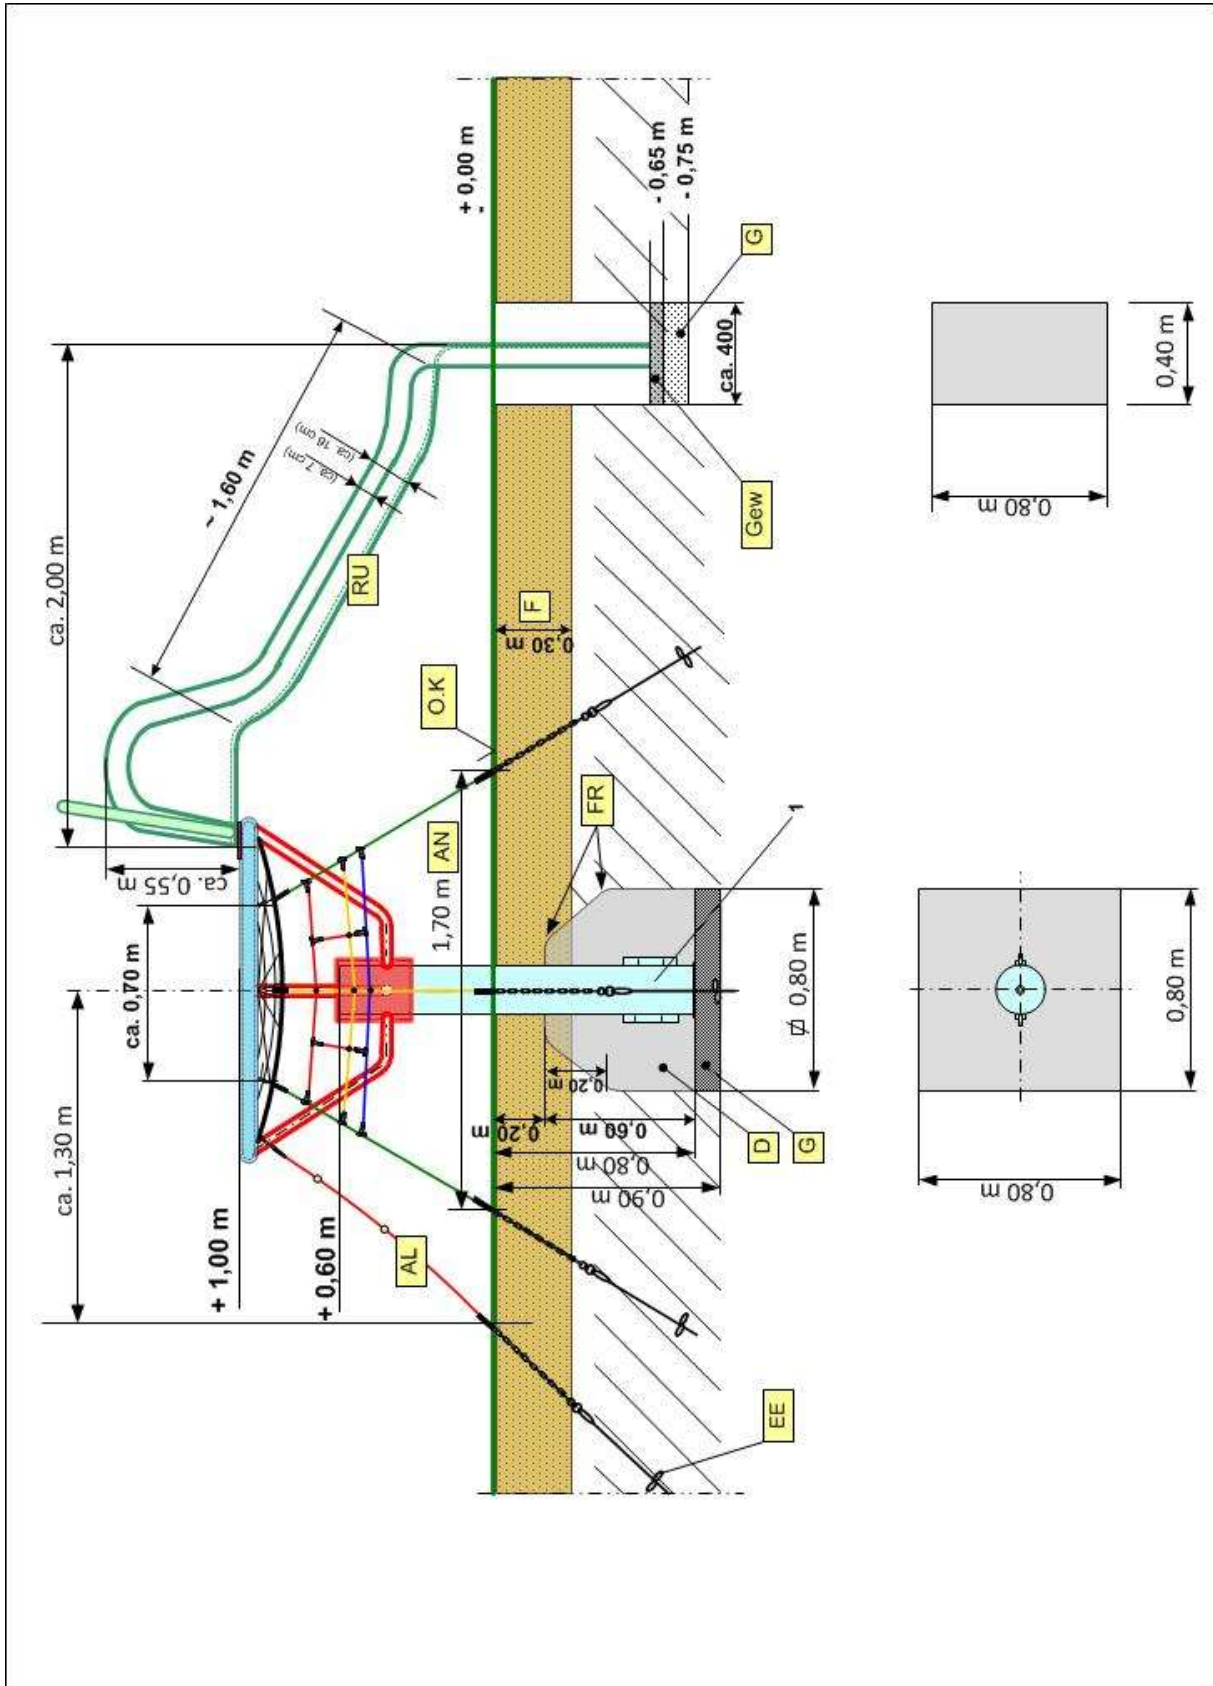 ca. 2,00 m
~ 1,60 m
(ca. 16 cm)
(ca. 7 cm)
ca. 0,55 m
RU
ca. 0,70 m
ca. 1,30 m
+ 1,00 m
+ 0,60 m
AL
1,70 m
AN
O.K
+ 0,00 m
F
0,30 m
FR
1
0,20 m
0,20 m
0,60 m
0,80 m
0,90 m
0,80 m
D
G
EE
- 0,65 m
- 0,75 m
G
ca. 400
Gew
0,80 m
0,80 m
0,80 m
0,40 m